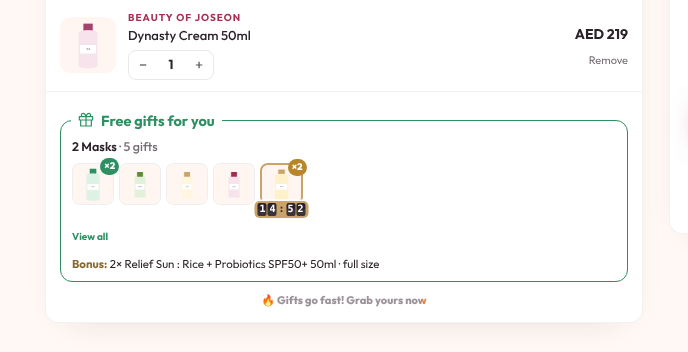 BEAUTY OF JOSEON
Dynasty Cream 50ml
AED 219
− 1 +
Remove
Free gifts for you
2 Masks · 5 gifts
×2
×2
14:52
View all
Bonus: 2× Relief Sun : Rice + Probiotics SPF50+ 50ml · full size
🔥 Gifts go fast! Grab yours now